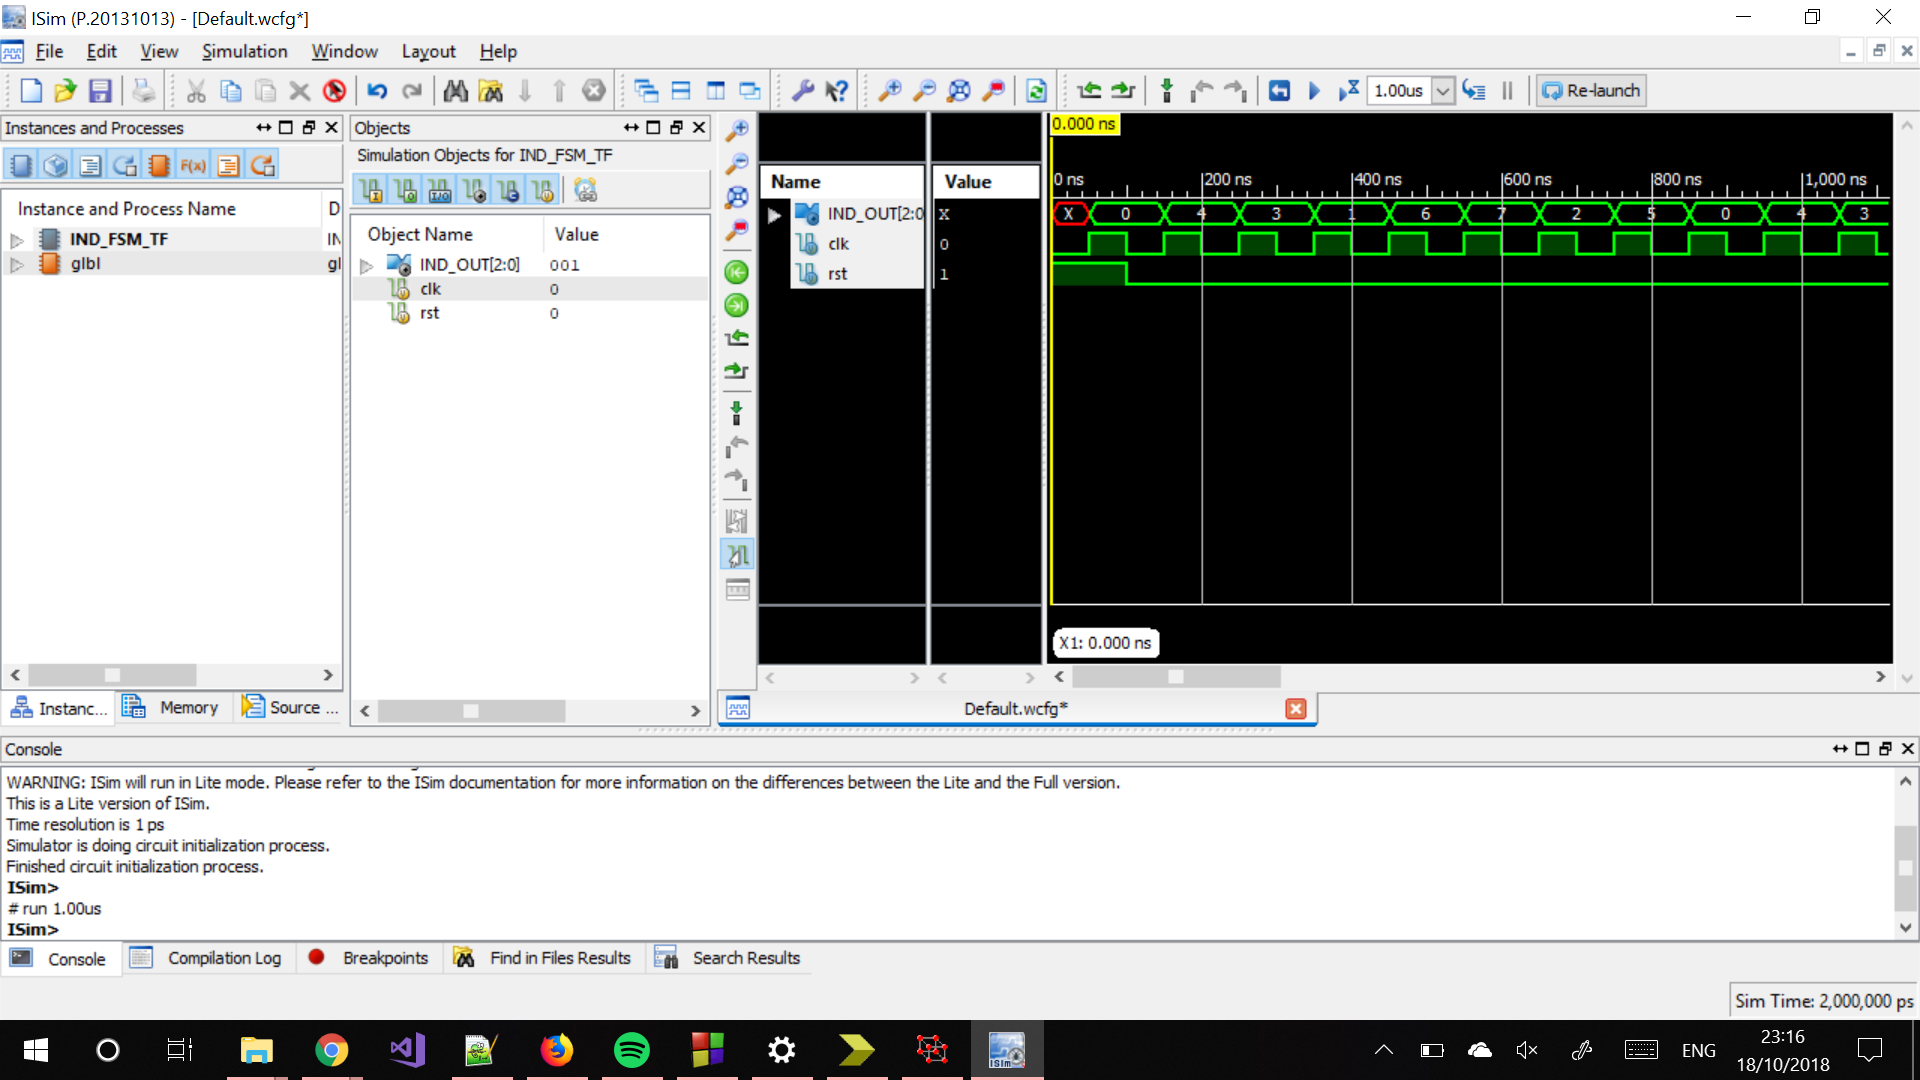 ISim (P.20131013) - [Default.wcfg*]
File Edit View Simulation Window Layout Help
1.00us Re-launch
Instances and Processes
F(x)
Instance and Process Name D
IND_FSM_TF IN
glbl gl
Instanc... Memory Source ...
Objects
Simulation Objects for IND_FSM_TF
I/O
Object Name Value
IND_OUT[2:0] 001
clk 0
rst 0
Name Value
IND_OUT[2:0 X
clk 0
rst 1
0.000 ns
0 ns 200 ns 400 ns 600 ns 800 ns 1,000 ns
X 0 4 3 1 6 7 2 5 0 4 3
X1: 0.000 ns
Default.wcfg*
Console
WARNING: ISim will run in Lite mode. Please refer to the ISim documentation for more information on the differences between the Lite and the Full version.
This is a Lite version of ISim.
Time resolution is 1 ps
Simulator is doing circuit initialization process.
Finished circuit initialization process.
ISim>
# run 1.00us
ISim>
Console Compilation Log Breakpoints Find in Files Results Search Results
Sim Time: 2,000,000 ps
ISim
ENG
23:16
18/10/2018